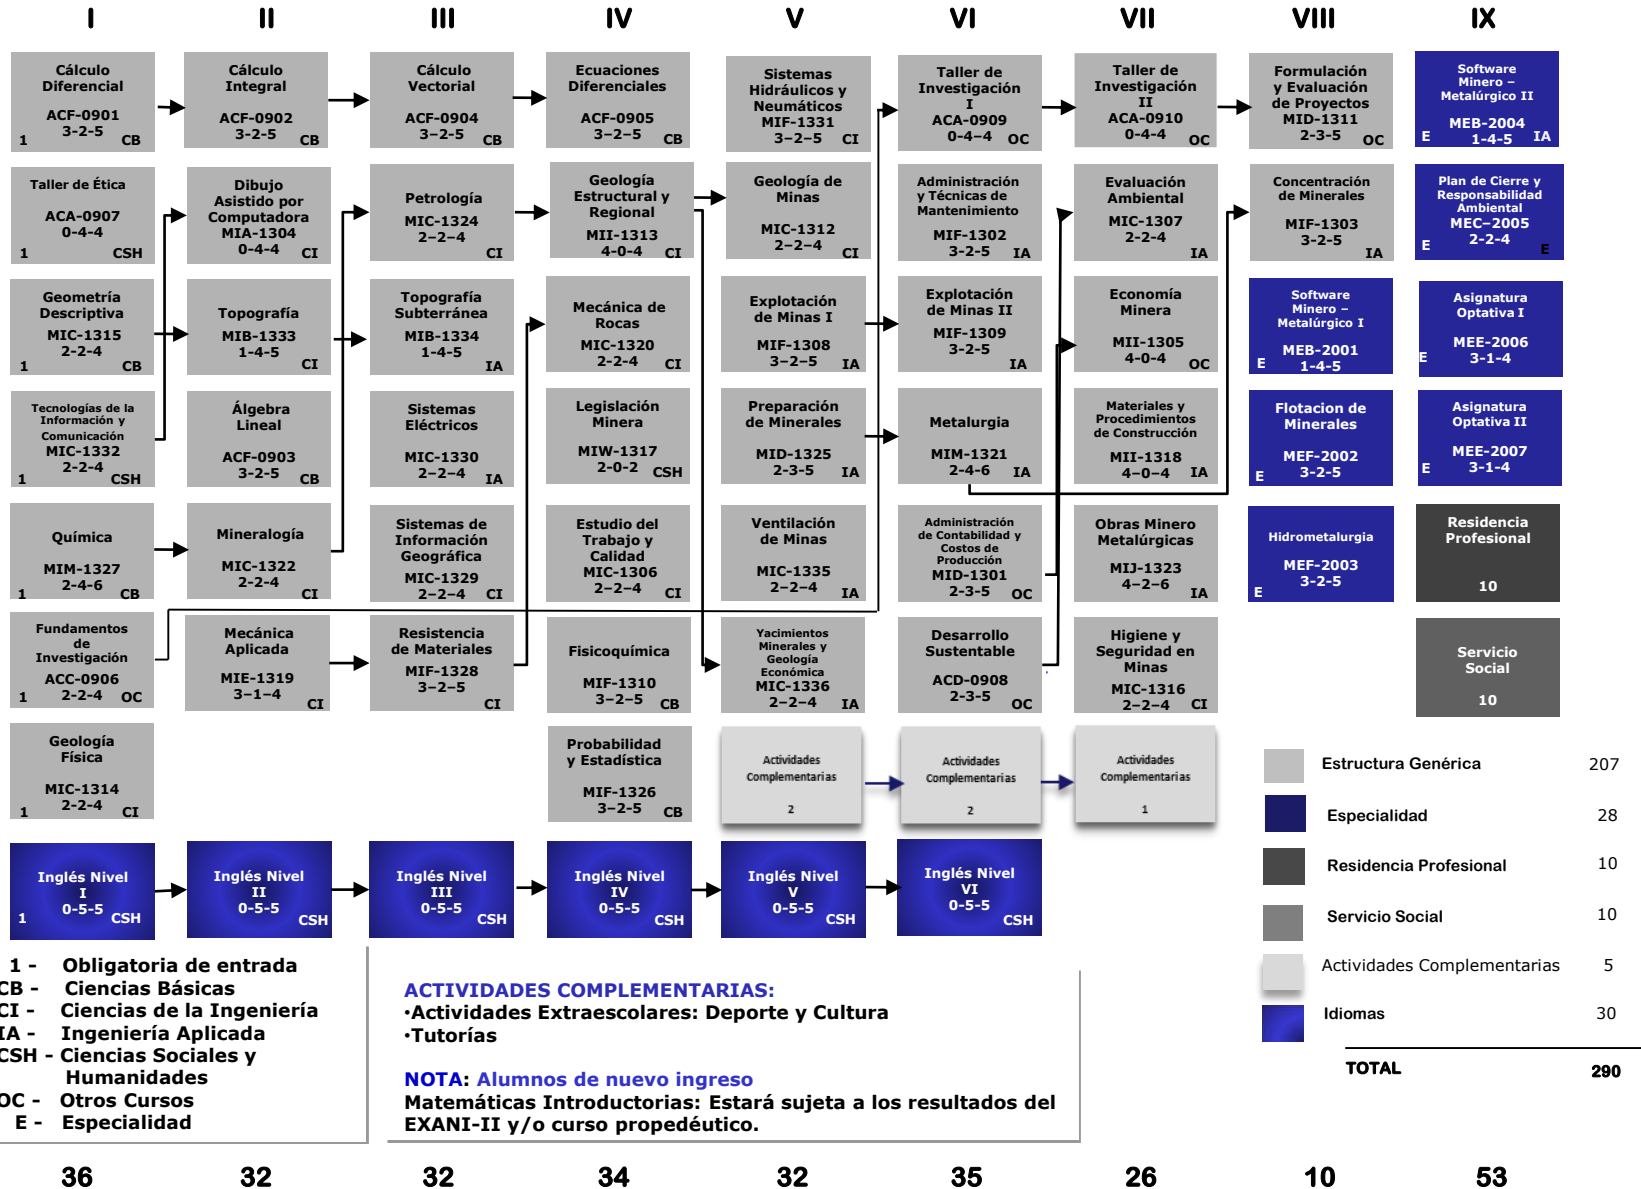 I II III IV V VI VII VIII IX
Cálculo
Diferencial
ACF-0901
3-2-5
1 CB
Cálculo
Integral
ACF-0902
3-2-5
CB
Cálculo
Vectorial
ACF-0904
3–2-5
CB
Ecuaciones
Diferenciales
ACF-0905
3–2–5
CB
Sistemas
Hidráulicos y
Neumáticos
MIF-1331
3–2–5 CI
Taller de
Investigación
I
ACA-0909
0-4–4 OC
Taller de
Investigación
II
ACA-0910
0-4-4 OC
Formulación
y Evaluación
de Proyectos
MID-1311
2-3-5 OC
Software
Minero –
Metalúrgico II
MEB-2004
E 1-4-5 IA
Taller de Ética
ACA-0907
0-4-4
1 CSH
Dibujo
Asistido por
Computadora
MIA-1304
0-4-4 CI
Petrología
MIC-1324
2–2–4
CI
Geología
Estructural y
Regional
MII-1313
4-0-4 CI
Geología de
Minas
MIC-1312
2–2-4 CI
Administración
y Técnicas de
Mantenimiento
MIF-1302
3-2-5 IA
Evaluación
Ambiental
MIC-1307
2-2-4
IA
Concentración
de Minerales
MIF-1303
3-2-5
IA
Plan de Cierre y
Responsabilidad
Ambiental
MEC–2005
2-2-4
E E
Geometría
Descriptiva
MIC-1315
2-2-4
1 CB
Topografía
MIB-1333
1-4-5
CI
Topografía
Subterránea
MIB-1334
1-4-5
IA
Mecánica de
Rocas
MIC-1320
2-2-4 CI
Explotación
de Minas I
MIF-1308
3–2–5 IA
Explotación
de Minas II
MIF-1309
3-2-5
IA
Economía
Minera
MII-1305
4-0-4
OC
Software
Minero –
Metalúrgico I
MEB-2001
E 1-4-5
Asignatura
Optativa I
MEE-2006
E 3-1-4
Tecnologías de la
Información y
Comunicación
MIC-1332
2-2-4
1 CSH
Álgebra
Lineal
ACF-0903
3-2-5
CB
Sistemas
Eléctricos
MIC-1330
2-2-4 IA
Legislación
Minera
MIW-1317
2-0-2 CSH
Preparación
de Minerales
MID-1325
2-3-5 IA
Metalurgia
MIM-1321
2-4-6 IA
Materiales y
Procedimientos
de Construcción
MII-1318
4–0-4 IA
Flotacion de
Minerales
MEF-2002
3-2-5
E
Asignatura
Optativa II
MEE-2007
E 3-1-4
Química
MIM-1327
2-4-6
1 CB
Mineralogía
MIC-1322
2-2-4
CI
Sistemas de
Información
Geográfica
MIC-1329
2–2–4 CI
Estudio del
Trabajo y
Calidad
MIC-1306
2–2–4 CI
Ventilación
de Minas
MIC-1335
2–2-4 IA
Administración
de Contabilidad y
Costos de
Producción
MID-1301
2-3-5 OC
Obras Minero
Metalúrgicas
MIJ-1323
4–2-6
IA
Hidrometalurgia
MEF-2003
3-2-5
E
Residencia
Profesional
10
Fundamentos
de
Investigación
ACC-0906
1 2-2-4 OC
Mecánica
Aplicada
MIE-1319
3–1–4
CI
Resistencia
de Materiales
MIF-1328
3–2–5
CI
Fisicoquímica
MIF-1310
3–2-5 CB
Yacimientos
Minerales y
Geología
Económica
MIC-1336
2–2–4 IA
Desarrollo
Sustentable
ACD-0908
2-3-5
OC
Higiene y
Seguridad en
Minas
MIC-1316
2–2–4 CI
Servicio
Social
10
Geología
Física
MIC-1314
2-2-4
1 CI
Probabilidad
y Estadística
MIF-1326
3–2-5 CB
Actividades
Complementarias
2
Actividades
Complementarias
2
Actividades
Complementarias
1
Inglés Nivel
I
0-5-5
1 CSH
Inglés Nivel
II
0-5-5
CSH
Inglés Nivel
III
0-5-5
CSH
Inglés Nivel
IV
0-5-5
CSH
Inglés Nivel
V
0-5-5
CSH
Inglés Nivel
VI
0-5-5
CSH
Estructura Genérica 207
Especialidad 28
Residencia Profesional 10
Servicio Social 10
Actividades Complementarias 5
Idiomas 30
TOTAL 290
1 - Obligatoria de entrada
CB - Ciencias Básicas
CI - Ciencias de la Ingeniería
IA - Ingeniería Aplicada
CSH - Ciencias Sociales y
Humanidades
OC - Otros Cursos
E - Especialidad
ACTIVIDADES COMPLEMENTARIAS:
•Actividades Extraescolares: Deporte y Cultura
•Tutorías
NOTA: Alumnos de nuevo ingreso
Matemáticas Introductorias: Estará sujeta a los resultados del
EXANI-II y/o curso propedéutico.
36 32 32 34 32 35 26 10 53